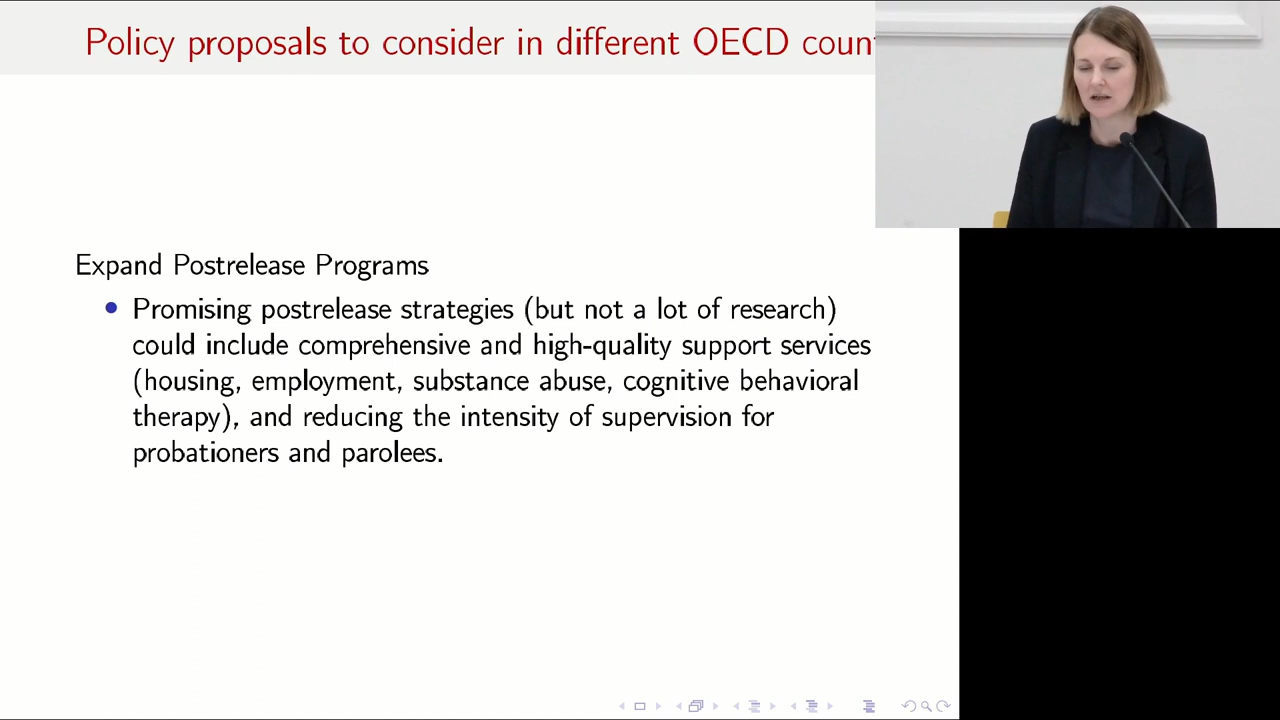 Policy proposals to consider in different OECD
Expand Postrelease Programs
Promising postrelease strategies (but not a lot of research)
could include comprehensive and high-quality support services
(housing, employment, substance abuse, cognitive behavioral
therapy), and reducing the intensity of supervision for
probationers and parolees.